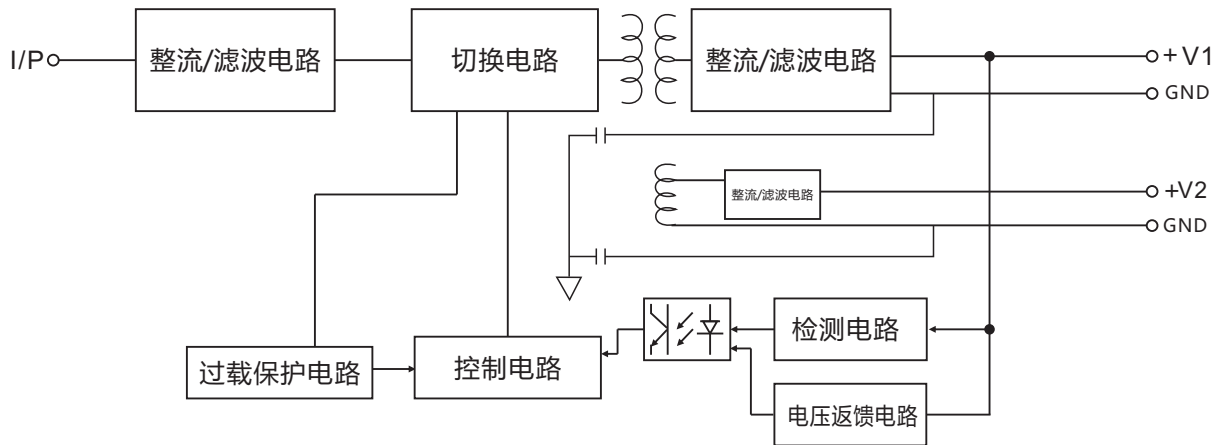 I/P
整流/滤波电路
切换电路
整流/滤波电路
+V1
GND
整流/滤波电路
+V2
GND
检测电路
过载保护电路
控制电路
电压返馈电路